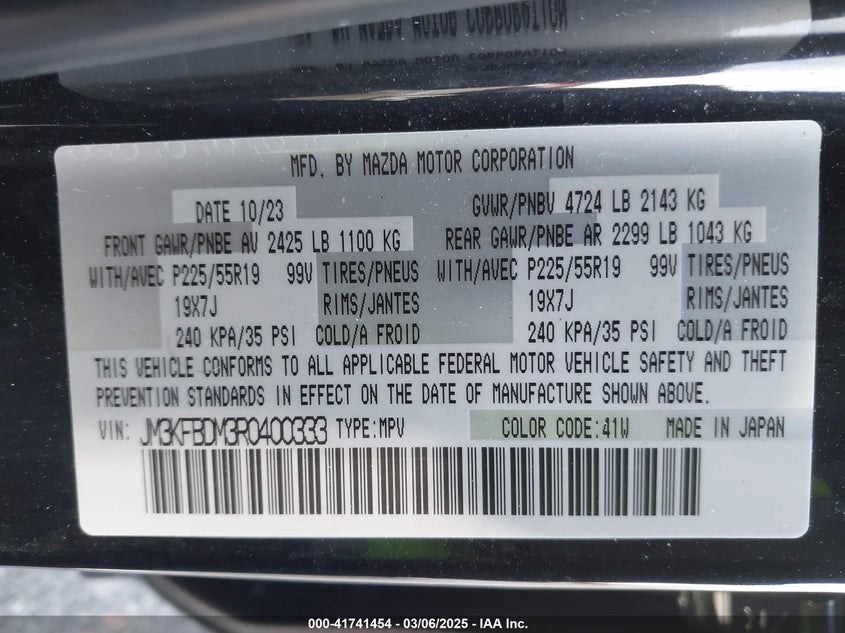 MAZDA MOTOR CORPORATION
MFD. BY MAZDA MOTOR CORPORATION
DATE 10/23 GVWR/PNBV 4724 LB 2143 KG
FRONT GAWR/PNBE AV 2425 LB 1100 KG REAR GAWR/PNBE AR 2299 LB 1043 KG
WITH/AVEC P225/55R19 99V TIRES/PNEUS WITH/AVEC P225/55R19 99V TIRES/PNEUS
19X7J RIMS/JANTES 19X7J RIMS/JANTES
240 KPA/35 PSI COLD/A FROID 240 KPA/35 PSI COLD/A FROID
THIS VEHICLE CONFORMS TO ALL APPLICABLE FEDERAL MOTOR VEHICLE SAFETY AND THEFT
PREVENTION STANDARDS IN EFFECT ON THE DATE OF MANUFACTURE SHOWN ABOVE.
VIN: JM3KFBDM3R0400333 TYPE:MPV COLOR CODE:41W MADE IN JAPAN
000-41741454 - 03/06/2025 - IAA Inc.